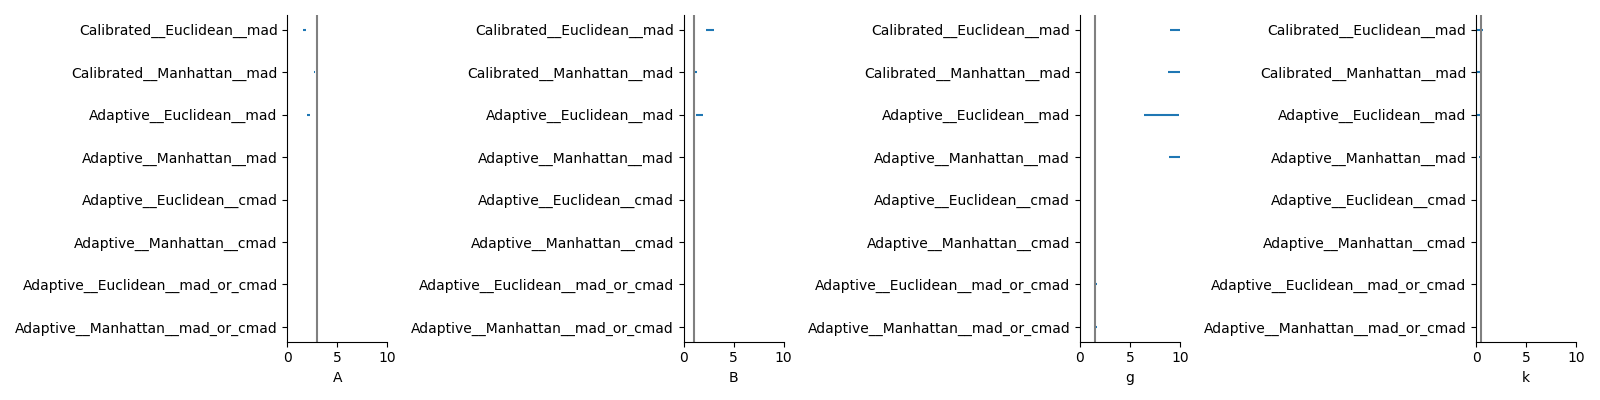 Calibrated__Euclidean__mad Calibrated__Euclidean__mad Calibrated__Euclidean__mad Calibrated__Euclidean__mad
Calibrated__Manhattan__mad Calibrated__Manhattan__mad Calibrated__Manhattan__mad Calibrated__Manhattan__mad
Adaptive__Euclidean__mad Adaptive__Euclidean__mad Adaptive__Euclidean__mad Adaptive__Euclidean__mad
Adaptive__Manhattan__mad Adaptive__Manhattan__mad Adaptive__Manhattan__mad Adaptive__Manhattan__mad
Adaptive__Euclidean__cmad Adaptive__Euclidean__cmad Adaptive__Euclidean__cmad Adaptive__Euclidean__cmad
Adaptive__Manhattan__cmad Adaptive__Manhattan__cmad Adaptive__Manhattan__cmad Adaptive__Manhattan__cmad
Adaptive__Euclidean__mad_or_cmad Adaptive__Euclidean__mad_or_cmad Adaptive__Euclidean__mad_or_cmad Adaptive__Euclidean__mad_or_cmad
Adaptive__Manhattan__mad_or_cmad Adaptive__Manhattan__mad_or_cmad Adaptive__Manhattan__mad_or_cmad Adaptive__Manhattan__mad_or_cmad
0 5 10 0 5 10 0 5 10 0 5 10
A B g k